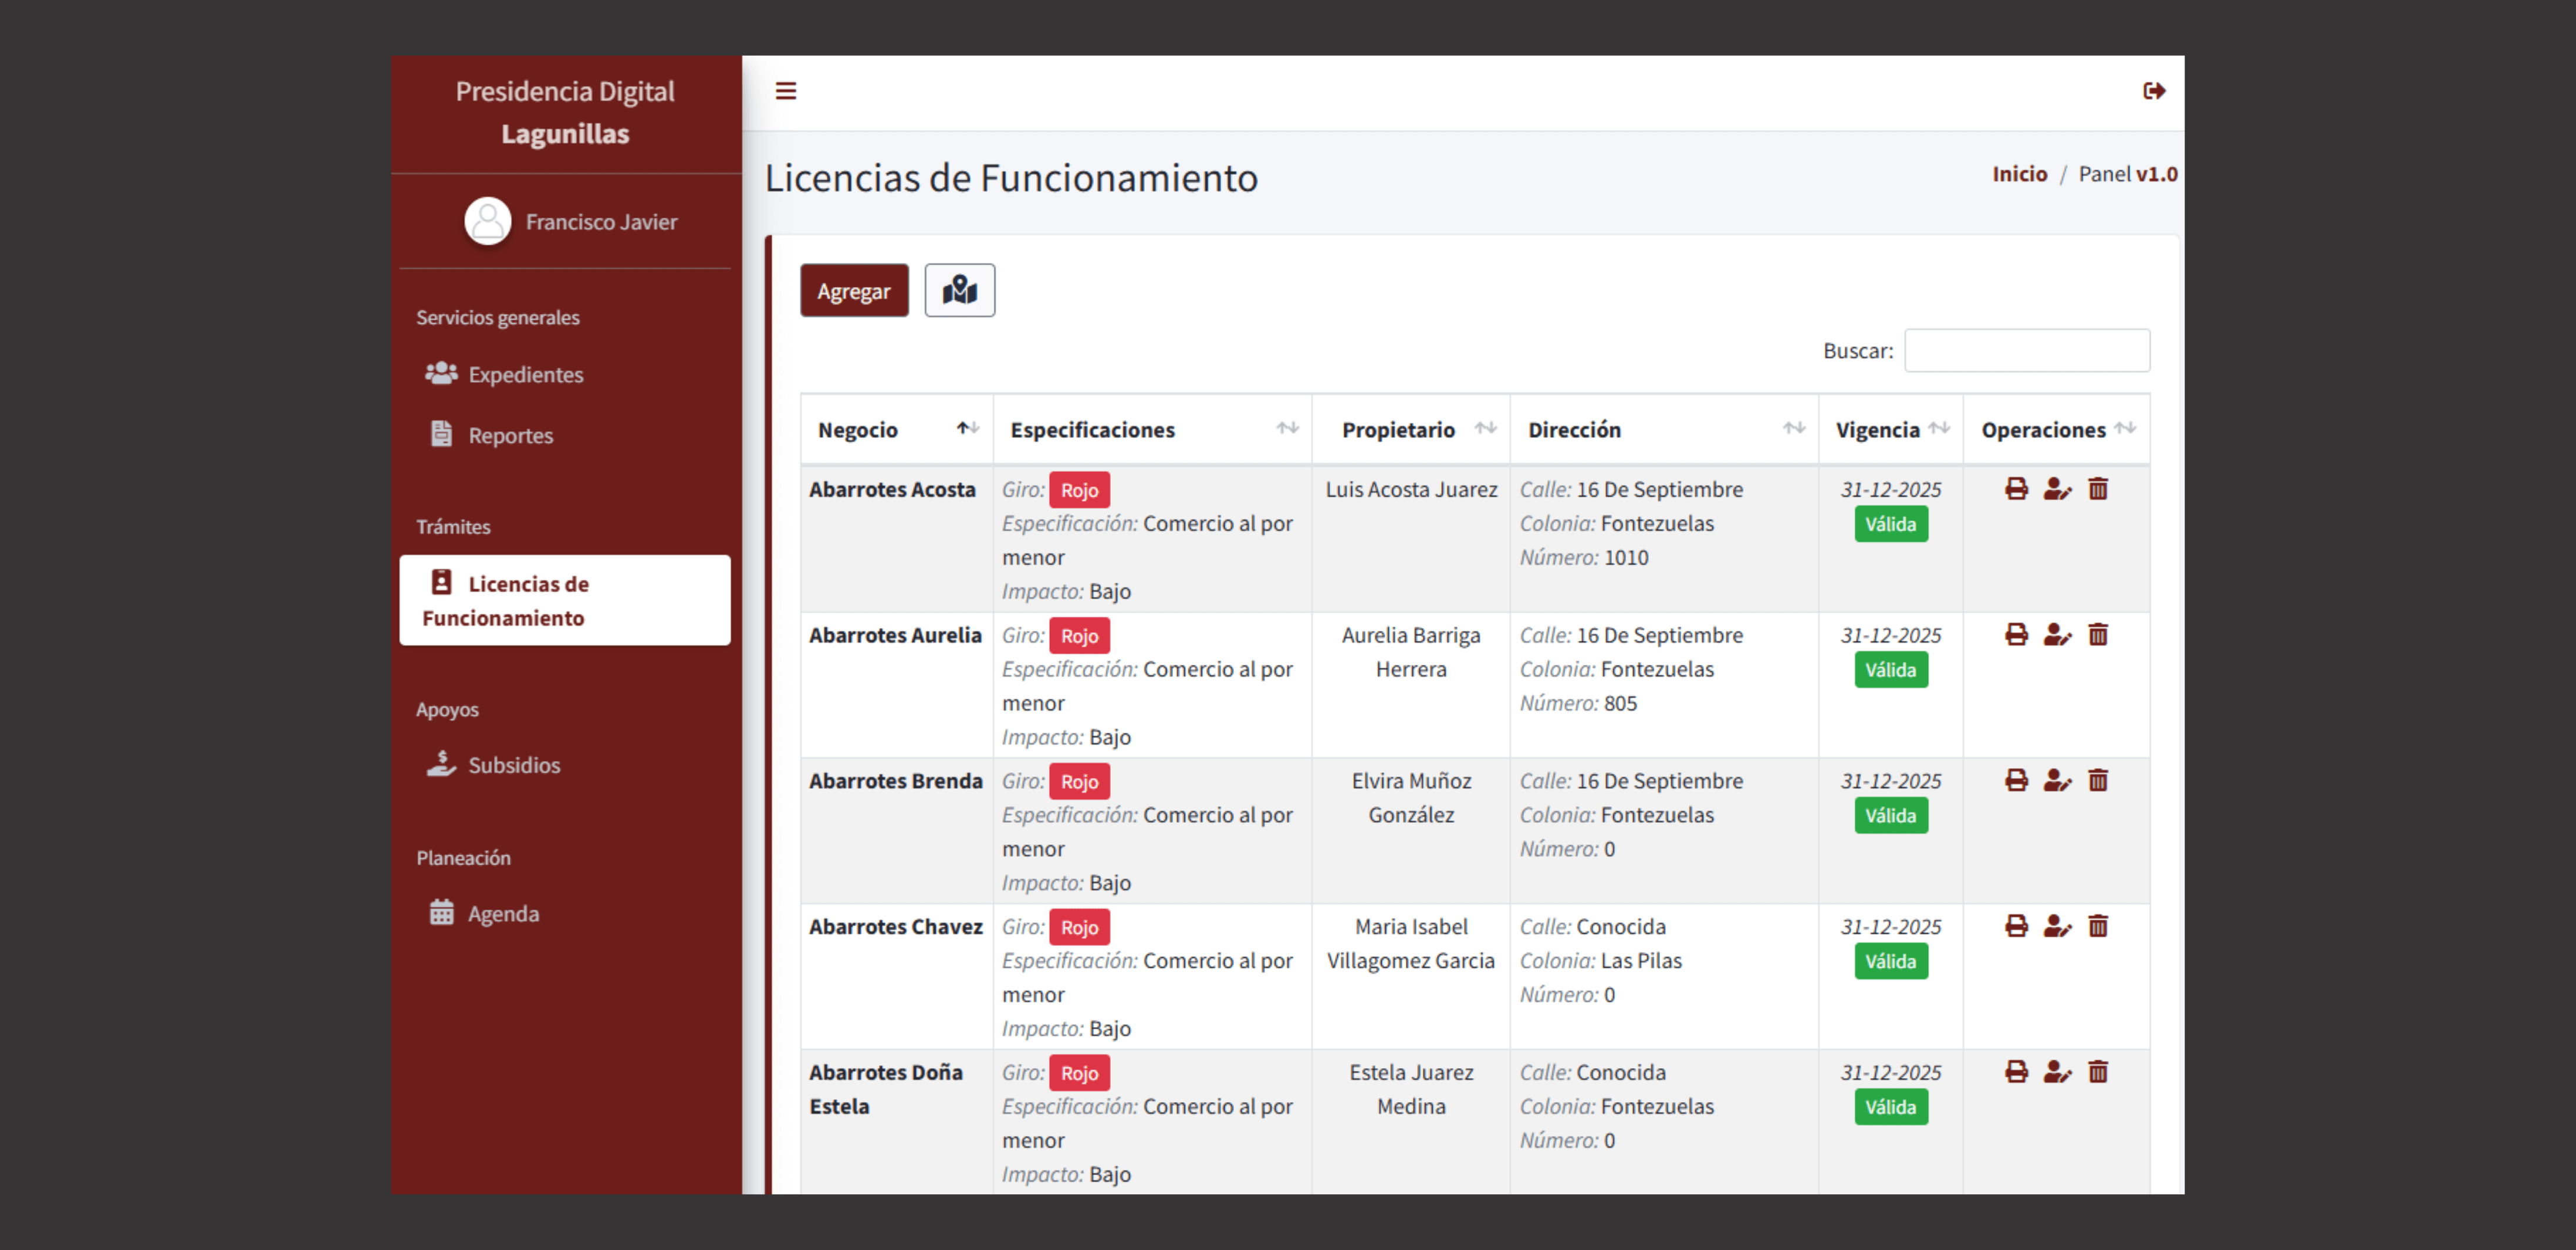 Presidencia Digital
Lagunillas
Francisco Javier
Servicios generales
Expedientes
Reportes
Trámites
Licencias de
Funcionamiento
Apoyos
Subsidios
Planeación
Agenda
Licencias de Funcionamiento
Inicio / Panel v1.0
Agregar
Buscar:
Negocio Especificaciones Propietario Dirección Vigencia Operaciones
Abarrotes Acosta
Giro: Rojo
Especificación: Comercio al por
menor
Impacto: Bajo
Luis Acosta Juarez
Calle: 16 De Septiembre
Colonia: Fontezuelas
Número: 1010
31-12-2025
Válida
Abarrotes Aurelia
Giro: Rojo
Especificación: Comercio al por
menor
Impacto: Bajo
Aurelia Barriga
Herrera
Calle: 16 De Septiembre
Colonia: Fontezuelas
Número: 805
31-12-2025
Válida
Abarrotes Brenda
Giro: Rojo
Especificación: Comercio al por
menor
Impacto: Bajo
Elvira Muñoz
González
Calle: 16 De Septiembre
Colonia: Fontezuelas
Número: 0
31-12-2025
Válida
Abarrotes Chavez
Giro: Rojo
Especificación: Comercio al por
menor
Impacto: Bajo
Maria Isabel
Villagomez Garcia
Calle: Conocida
Colonia: Las Pilas
Número: 0
31-12-2025
Válida
Abarrotes Doña
Estela
Giro: Rojo
Especificación: Comercio al por
menor
Impacto: Bajo
Estela Juarez
Medina
Calle: Conocida
Colonia: Fontezuelas
Número: 0
31-12-2025
Válida